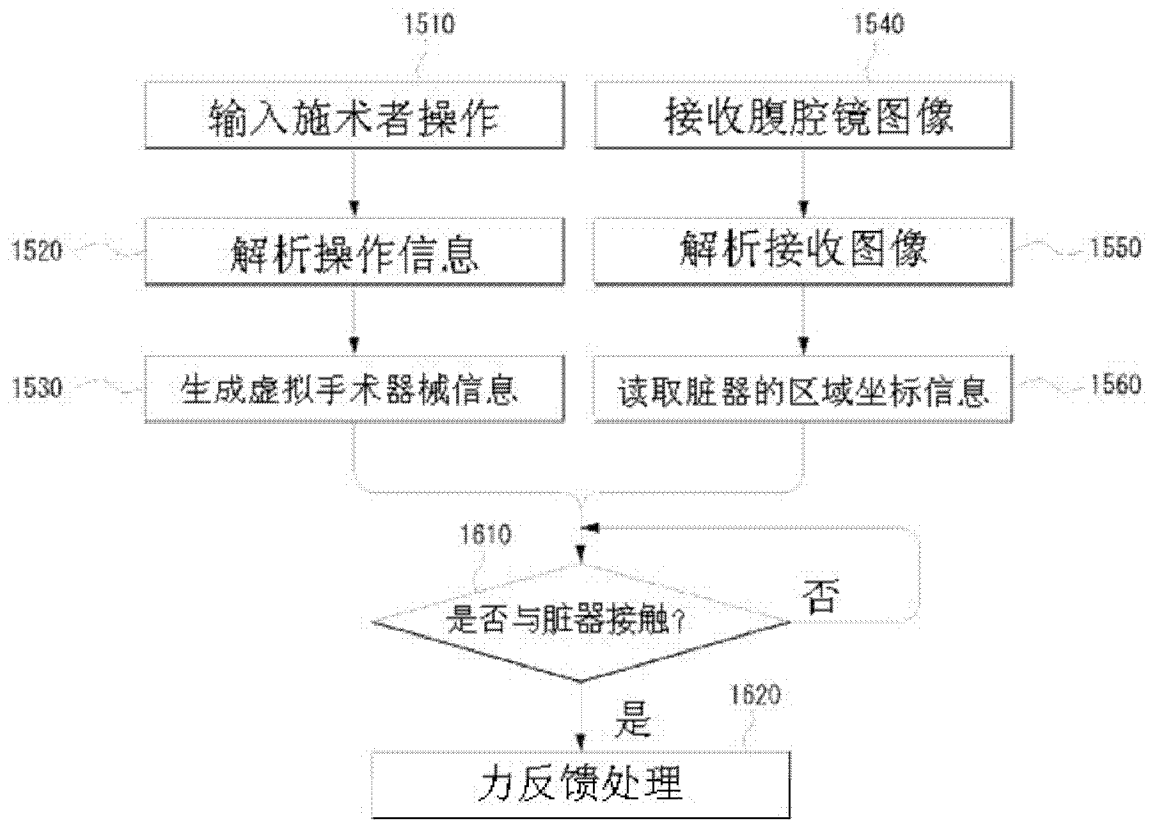 1510
1540
输入施术者操作
接收腹腔镜图像
1520
解析操作信息
解析接收图像
1550
1530
生成虚拟手术器械信息
读取脏器的区域坐标信息
1560
1610
是否与脏器接触?
否
是
1620
力反馈处理